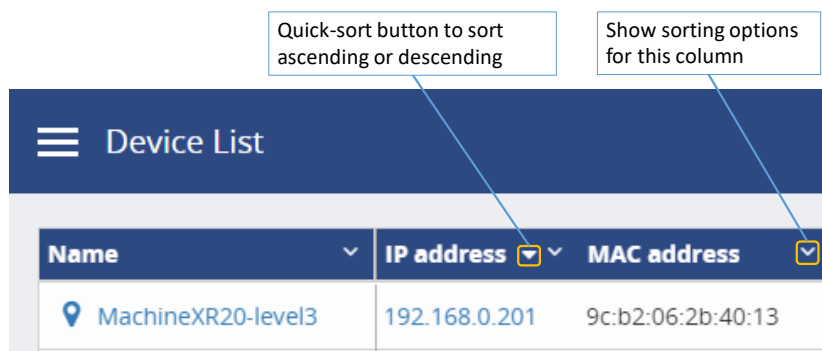 Quick-sort button to sort
ascending or descending
Show sorting options
for this column
Device List
Name IP address MAC address
MachineXR20-level3 192.168.0.201 9c:b2:06:2b:40:13